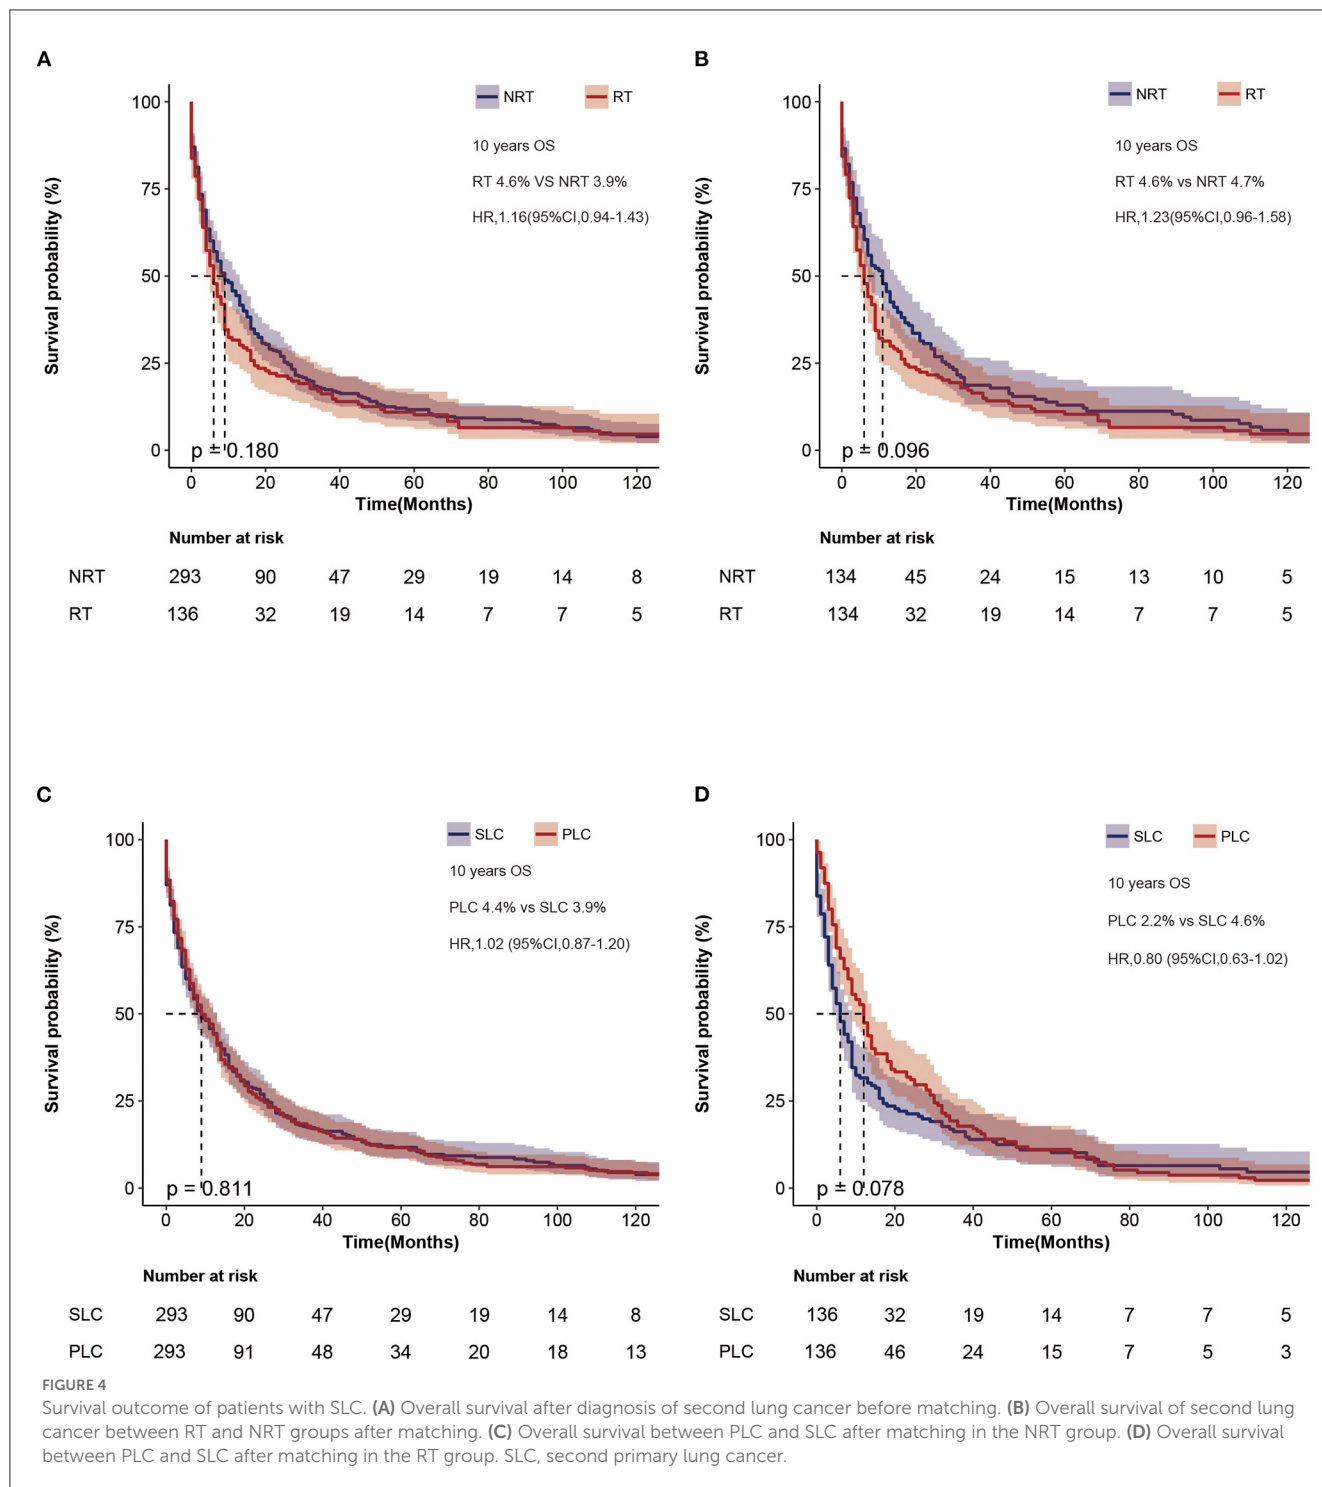 A
NRT RT
10 years OS
RT 4.6% VS NRT 3.9%
HR,1.16(95%CI,0.94-1.43)
Survival probability (%)
100
75
50
25
0
p = 0.180
0 20 40 60 80 100 120
Time(Months)
Number at risk
NRT 293 90 47 29 19 14 8
RT 136 32 19 14 7 7 5
B
NRT RT
10 years OS
RT 4.6% vs NRT 4.7%
HR,1.23(95%CI,0.96-1.58)
Survival probability (%)
100
75
50
25
0
p = 0.096
0 20 40 60 80 100 120
Time(Months)
Number at risk
NRT 134 45 24 15 13 10 5
RT 134 32 19 14 7 7 5
C
SLC PLC
10 years OS
PLC 4.4% vs SLC 3.9%
HR,1.02 (95%CI,0.87-1.20)
Survival probability (%)
100
75
50
25
0
p = 0.811
0 20 40 60 80 100 120
Time(Months)
Number at risk
SLC 293 90 47 29 19 14 8
PLC 293 91 48 34 20 18 13
D
SLC PLC
10 years OS
PLC 2.2% vs SLC 4.6%
HR,0.80 (95%CI,0.63-1.02)
Survival probability (%)
100
75
50
25
0
p = 0.078
0 20 40 60 80 100 120
Time(Months)
Number at risk
SLC 136 32 19 14 7 7 5
PLC 136 46 24 15 7 5 3
FIGURE 4
Survival outcome of patients with SLC. (A) Overall survival after diagnosis of second lung cancer before matching. (B) Overall survival of second lung
cancer between RT and NRT groups after matching. (C) Overall survival between PLC and SLC after matching in the NRT group. (D) Overall survival
between PLC and SLC after matching in the RT group. SLC, second primary lung cancer.